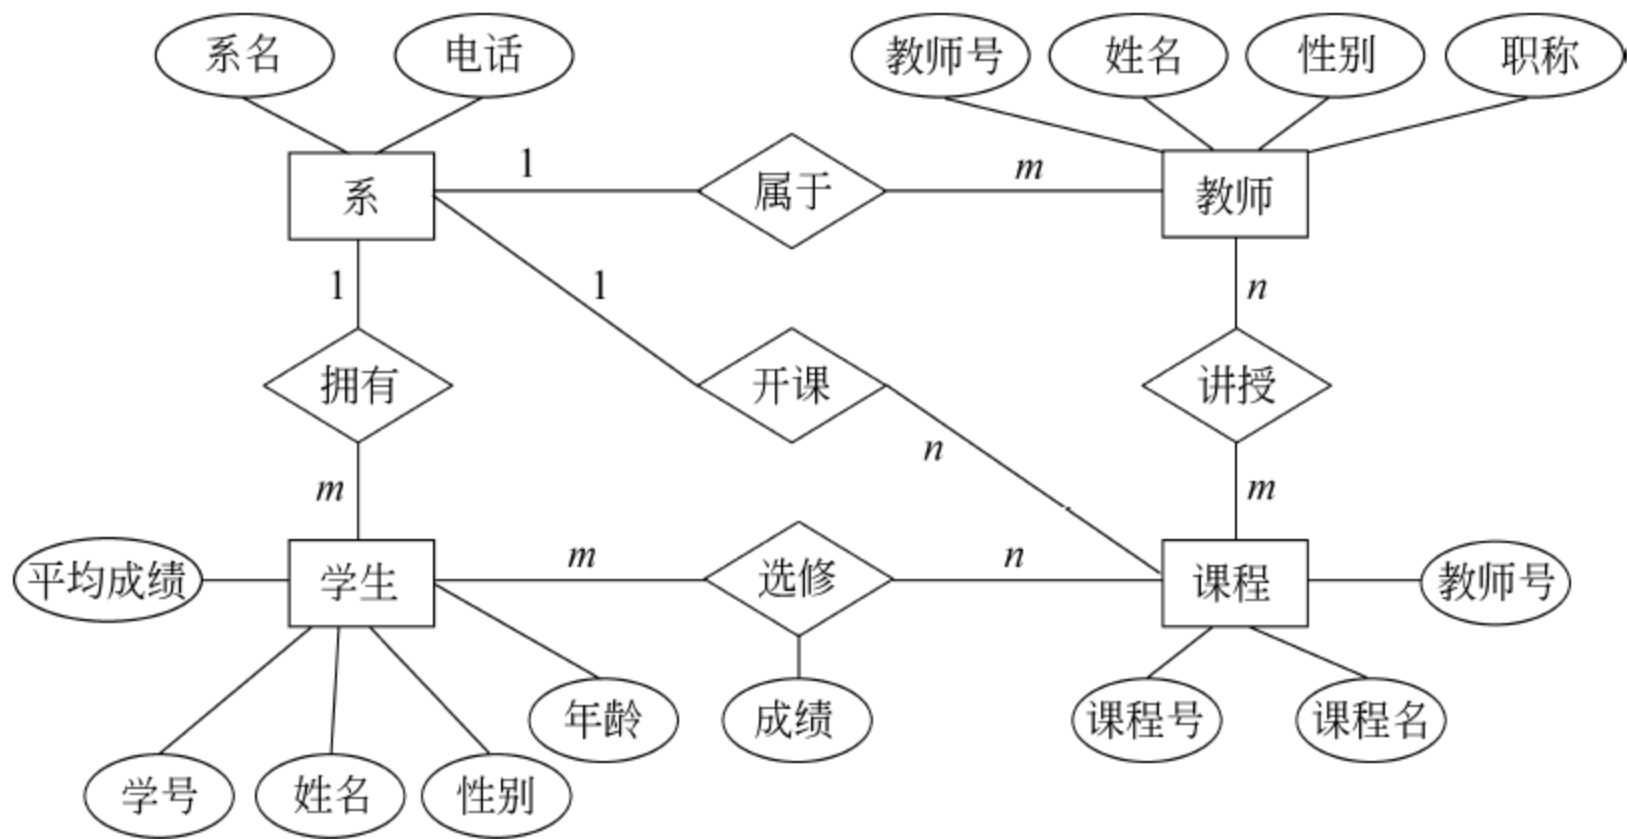 系名 电话 教师号 姓名 性别 职称
系 1 属于 m 教师
1 1 n
拥有 开课 讲授
m n m
平均成绩 学生 m 选修 n 课程 教师号
年龄 成绩 课程号 课程名
学号 姓名 性别